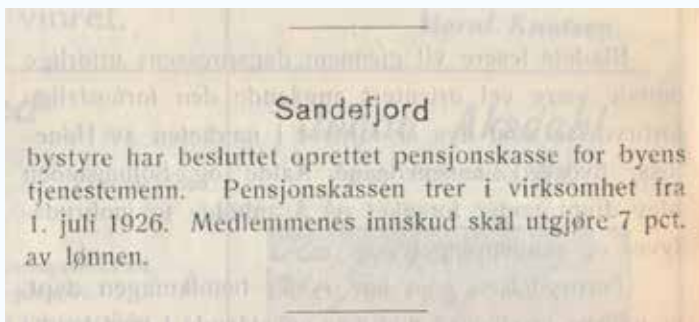 Sandefjord
bystyre har besluttet oprettet pensjonskasse for byens
tjenestemenn. Pensjonskassen trer i virksomhet fra
1. juli 1926. Medlemmenes innskud skal utgjøre 7 pct.
av lønnen.